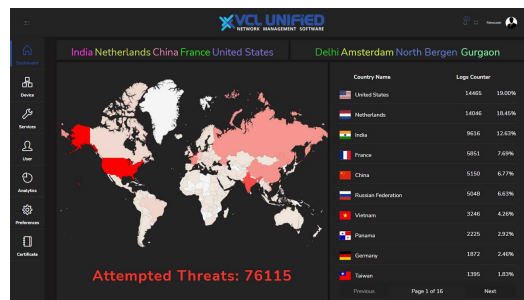 VCL UNIFIED
NETWORK MANAGEMENT SOFTWARE
India Netherlands China France United States
Delhi Amsterdam North Bergen Gurgaon
Dashboard
Device
Services
User
Analytics
Preferences
Certificate
Country Name Logs Counter
United States 14465 19.00%
Netherlands 14046 18.45%
India 9616 12.63%
France 5851 7.69%
China 5150 6.77%
Russian Federation 5048 6.63%
Vietnam 3246 4.26%
Panama 2225 2.92%
Germany 1872 2.46%
Taiwan 1395 1.83%
Attempted Threats: 76115
Previous Page 1 of 16 Next